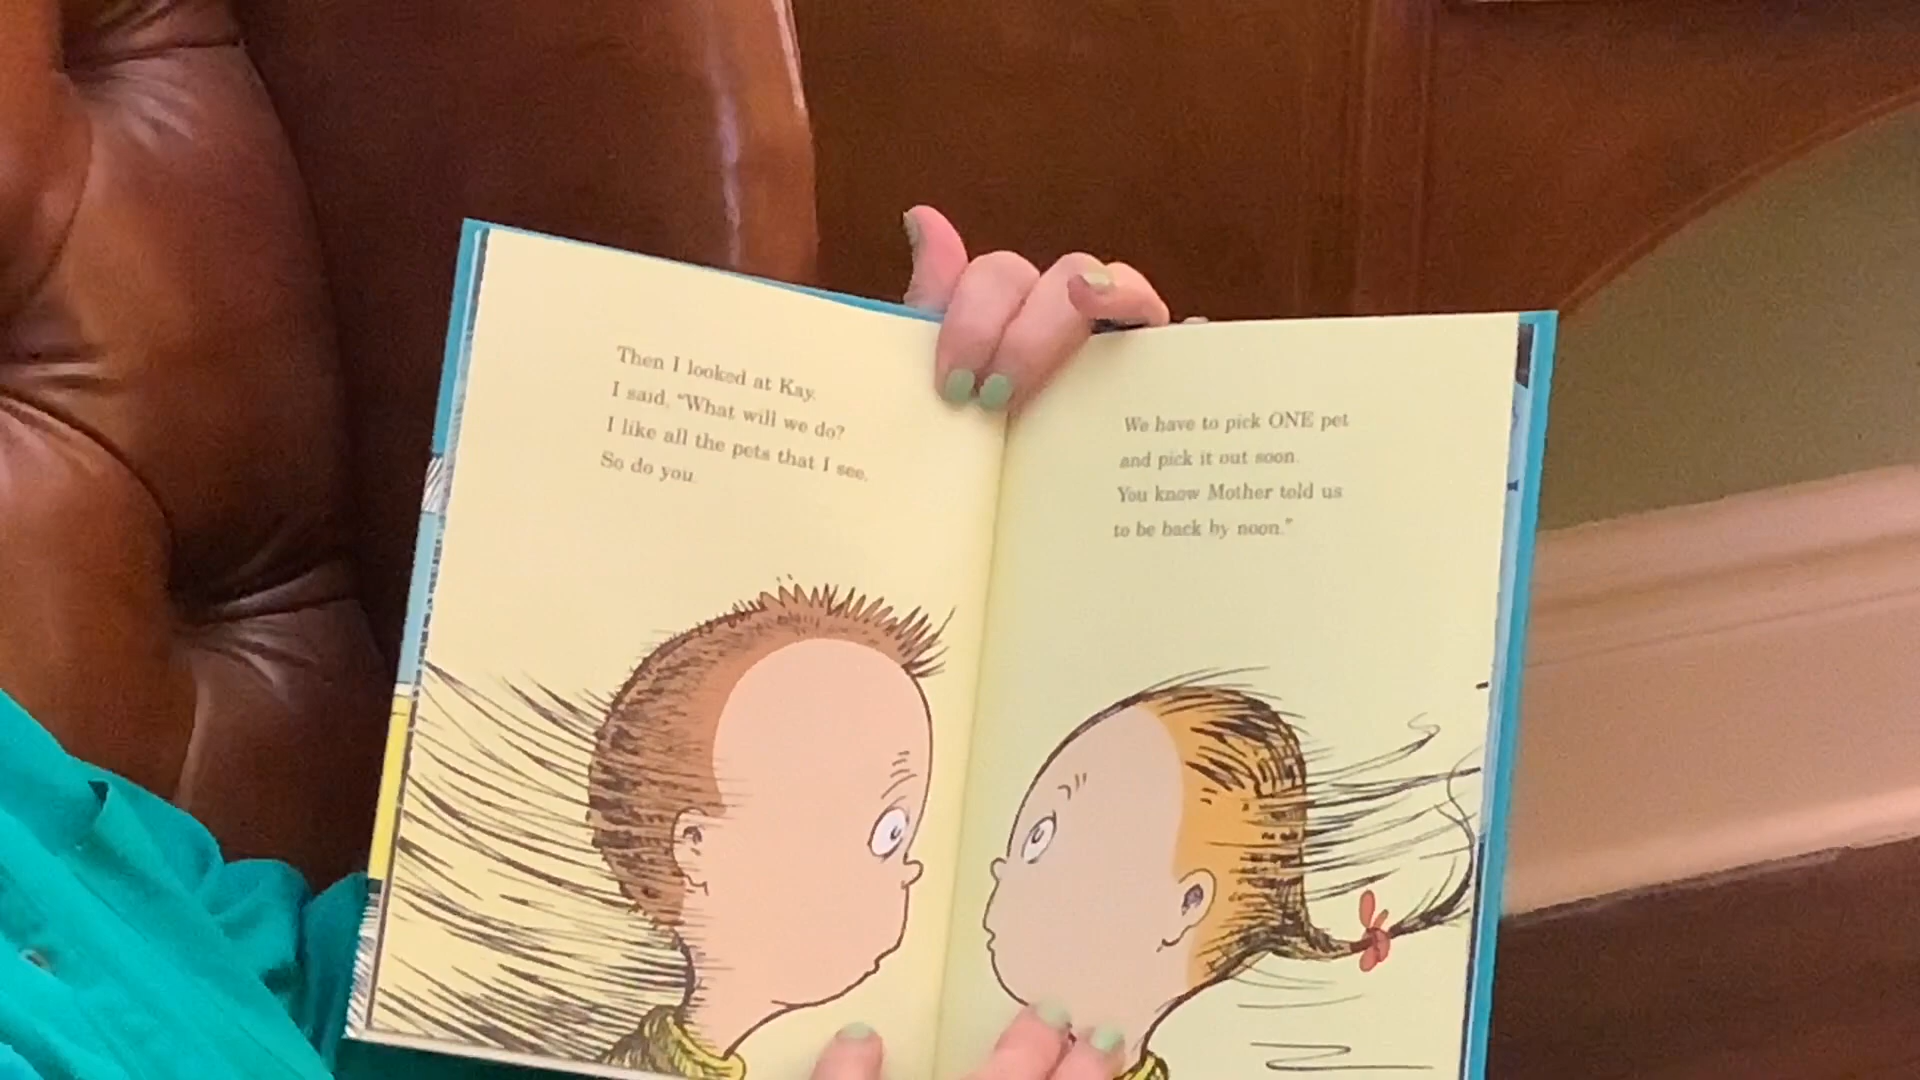 Then I looked at Kay.
I said, "What will we do?
I like all the pets that I see.
So do you.
We have to pick ONE pet
and pick it out soon.
You know Mother told us
to be back by noon."